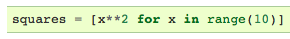 squares = [x**2 for x in range(10)]